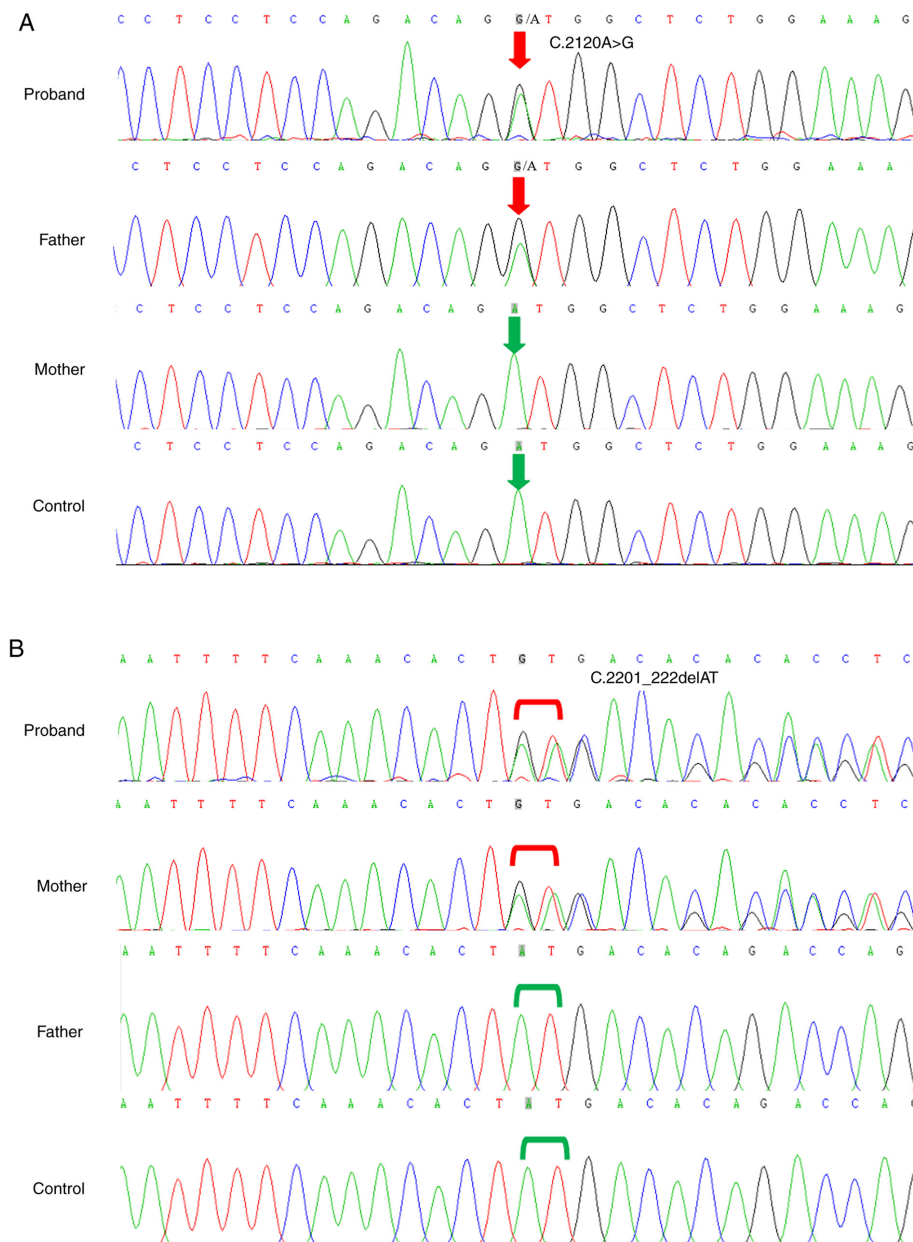 A
C C T C C T C C A G A C A G G/A T G G C T C T G G A A A G
C.2120A>G
Proband
C T C C T C C A G A C A G G/A T G G C T C T G G A A A
Father
C T C C T C C A G A C A G A T G G C T C T G G A A A G
Mother
C T C C T C C A G A C A G A T G G C T C T G G A A A G
Control
B
A A T T T T C A A A C A C T G T G A C A C A C A C C T C
C.2201_222delAT
Proband
A A T T T T C A A A C A C T G T G A C A C A C A C C T C
Mother
A A T T T T C A A A C A C T A T G A C A C A G A C C A G
Father
A A T T T T C A A A C A C T A T G A C A C A G A C C A G
Control